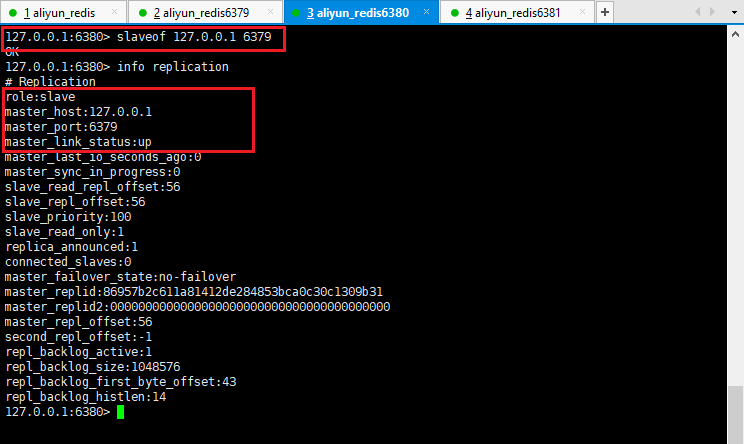 1 aliyun_redis
2 aliyun_redis6379
3 aliyun_redis6380
4 aliyun_redis6381
127.0.0.1:6380> slaveof 127.0.0.1 6379
OK
127.0.0.1:6380> info replication
# Replication
role:slave
master_host:127.0.0.1
master_port:6379
master_link_status:up
master_last_io_seconds_ago:0
master_sync_in_progress:0
slave_read_repl_offset:56
slave_repl_offset:56
slave_priority:100
slave_read_only:1
replica_announced:1
connected_slaves:0
master_failover_state:no-failover
master_replid:86957b2c611a81412de284853bca0c30c1309b31
master_replid2:0000000000000000000000000000000000000000
master_repl_offset:56
second_repl_offset:-1
repl_backlog_active:1
repl_backlog_size:1048576
repl_backlog_first_byte_offset:43
repl_backlog_histlen:14
127.0.0.1:6380>